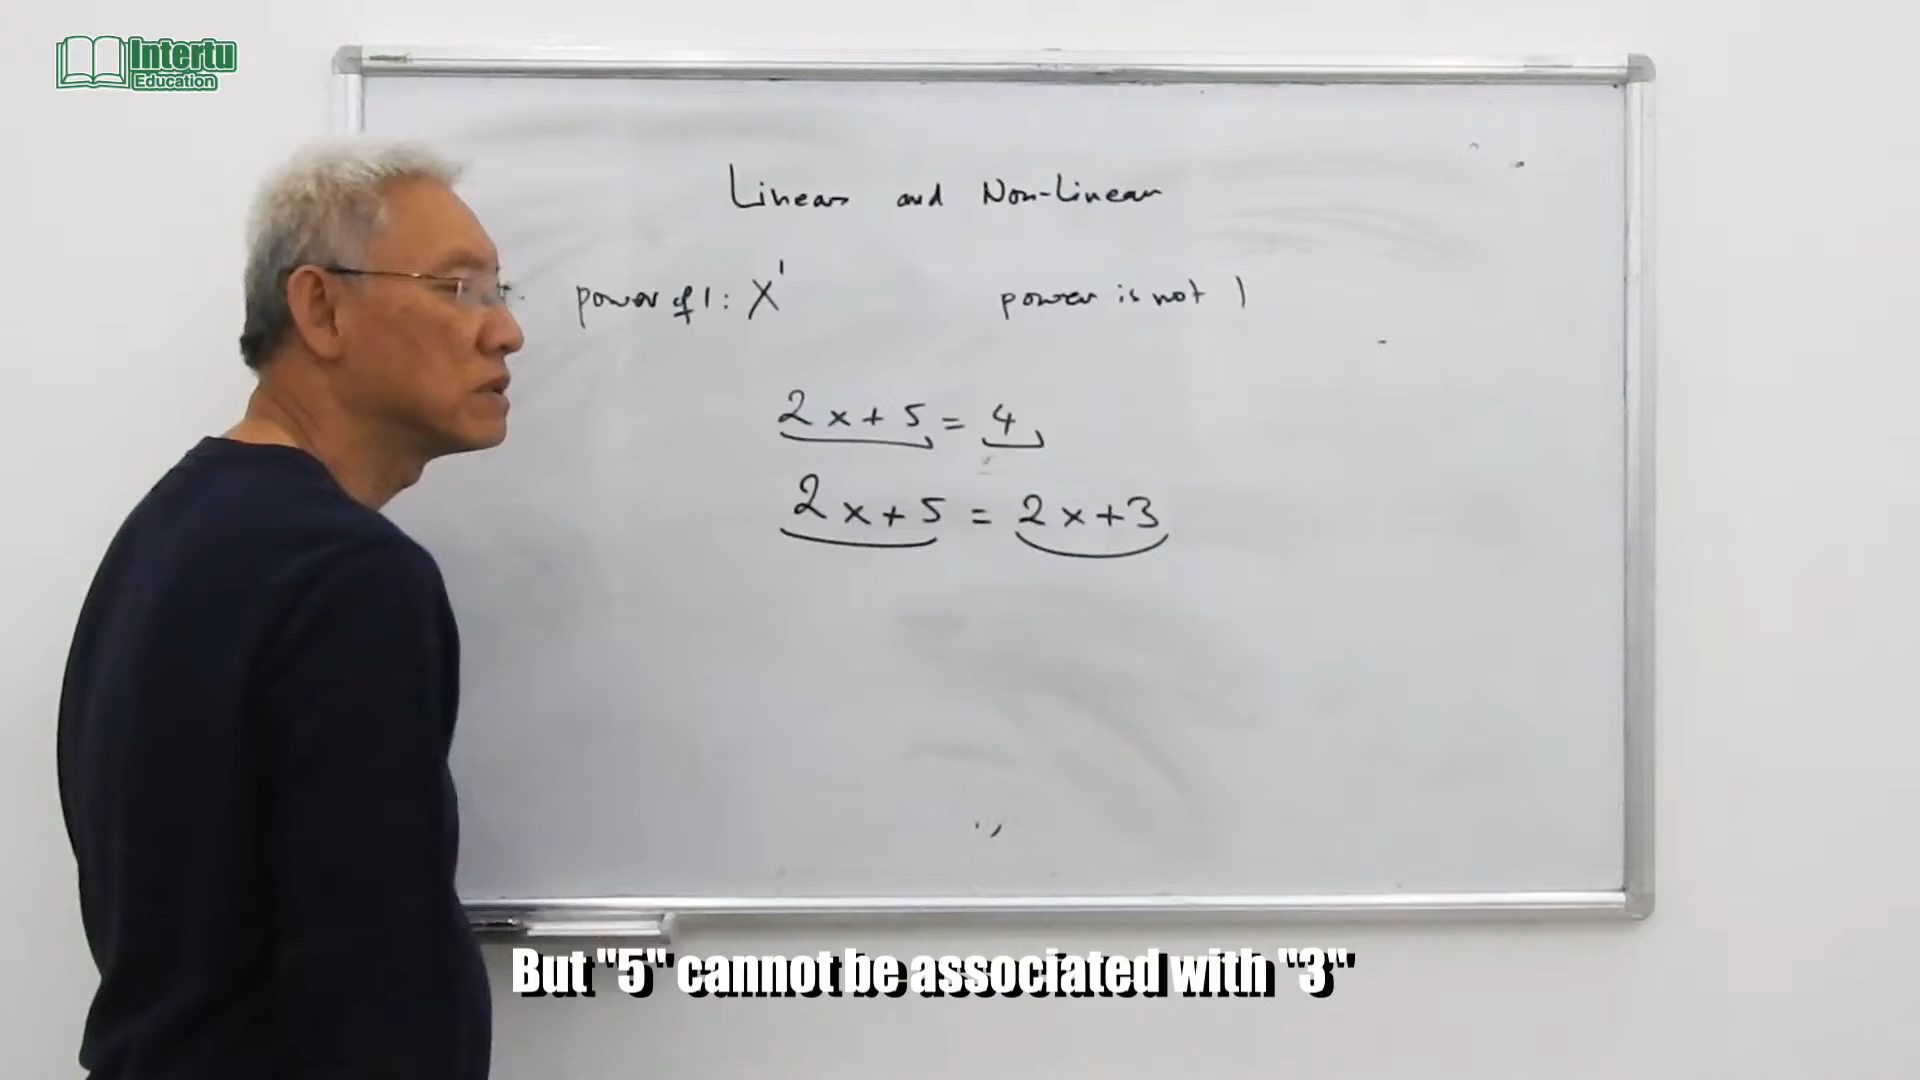 Intertu
Education
Linear and Non-Linear
power of 1: X¹ power is not 1
2x+5 = 4
2x+5 = 2x+3
But "5" cannot be associated with "3"